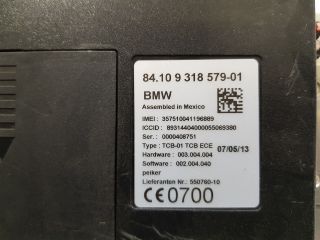 84.10 9 318 579-01
BMW
Assembled in Mexico
IMEI : 357510041196889
ICCID : 89314404000055069380
Ser. : 0000408751
Type : TCB-01 TCB ECE 07/05/13
Hardware : 003.004.004
Software : 002.004.040
peiker
Lieferanten Nr.: 550760-10
CE0700